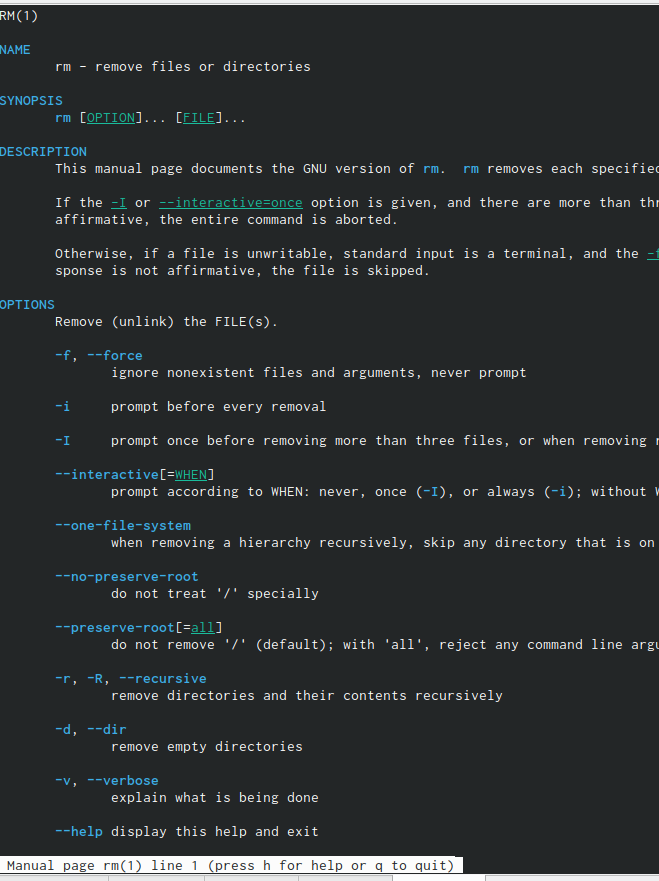 RM(1)
NAME
rm - remove files or directories
SYNOPSIS
rm [OPTION]... [FILE]...
DESCRIPTION
This manual page documents the GNU version of rm. rm removes each specified
If the -I or --interactive=once option is given, and there are more than
affirmative, the entire command is aborted.
Otherwise, if a file is unwritable, standard input is a terminal, and the
sponse is not affirmative, the file is skipped.
OPTIONS
Remove (unlink) the FILE(s).
-f, --force
ignore nonexistent files and arguments, never prompt
-i prompt before every removal
-I prompt once before removing more than three files, or when removing
--interactive[=WHEN]
prompt according to WHEN: never, once (-I), or always (-i); without
--one-file-system
when removing a hierarchy recursively, skip any directory that is on
--no-preserve-root
do not treat '/' specially
--preserve-root[=all]
do not remove '/' (default); with 'all', reject any command line
-r, -R, --recursive
remove directories and their contents recursively
-d, --dir
remove empty directories
-v, --verbose
explain what is being done
--help display this help and exit
Manual page rm(1) line 1 (press h for help or q to quit)